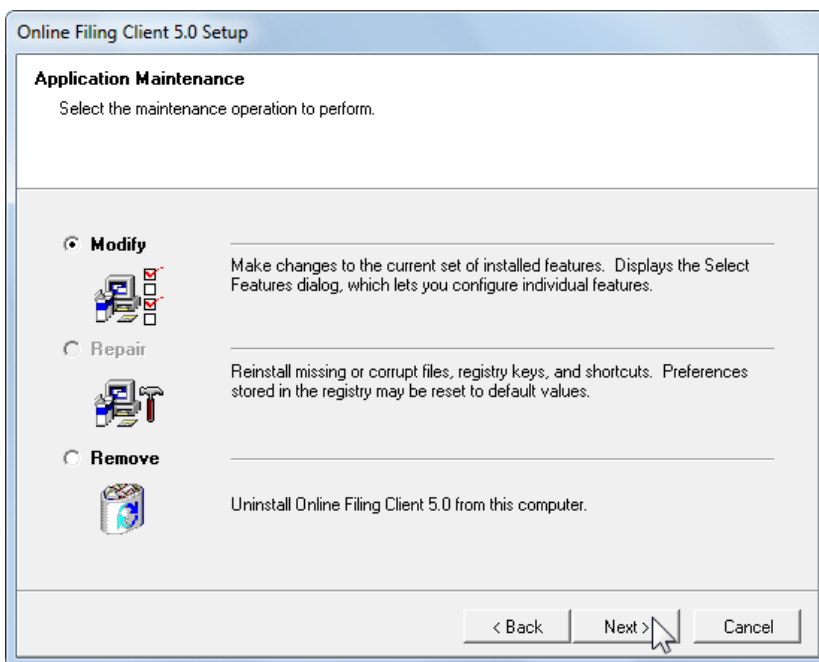 Online Filing Client 5.0 Setup
Application Maintenance
Select the maintenance operation to perform.
Modify
Make changes to the current set of installed features. Displays the Select
Features dialog, which lets you configure individual features.
Repair
Reinstall missing or corrupt files, registry keys, and shortcuts. Preferences
stored in the registry may be reset to default values.
Remove
Uninstall Online Filing Client 5.0 from this computer.
< Back Next > Cancel